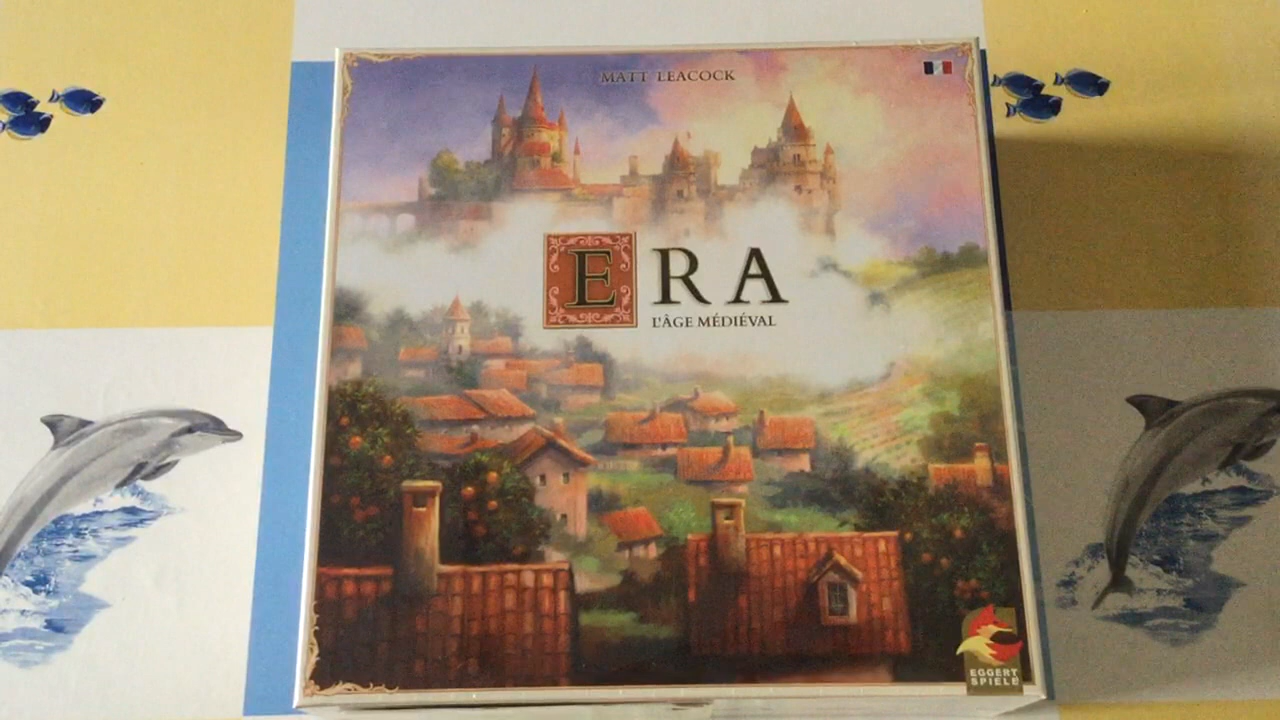 MATT LEACOCK
ERA
L'ÂGE MÉDIÉVAL
EGGERT
SPIELE